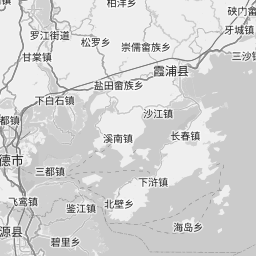 柏洋乡
硖门畲族乡
罗江街道
松罗乡
牙城镇
崇儒畲族乡
甘棠镇
三沙镇
霞浦县
盐田畲族乡
下白石镇
沙江镇
都镇
溪南镇
长春镇
德市
三都镇
下浒镇
飞鸾镇
鉴江镇
北壁乡
海岛乡
源县
碧里乡